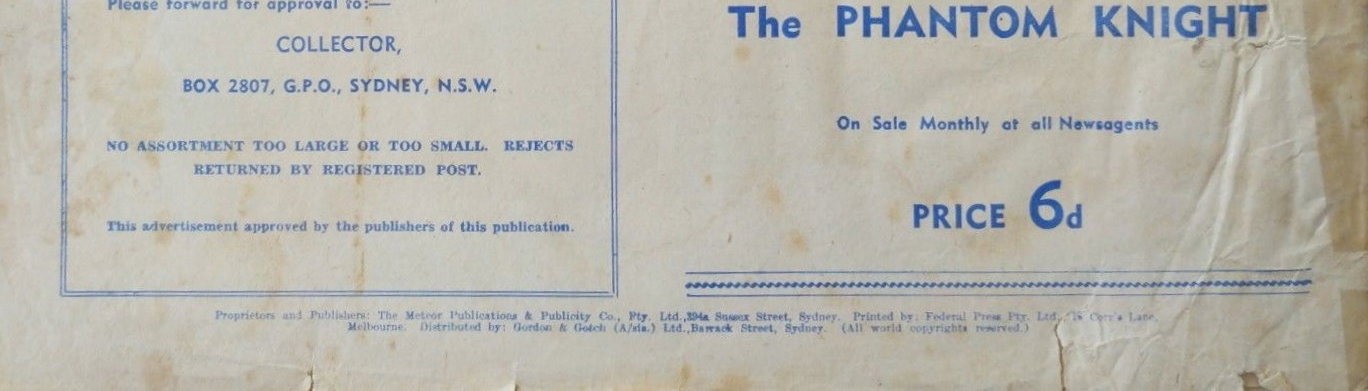 Please forward for approval to:—
COLLECTOR,
BOX 2807, G.P.O., SYDNEY, N.S.W.
NO ASSORTMENT TOO LARGE OR TOO SMALL. REJECTS
RETURNED BY REGISTERED POST.
This advertisement approved by the publishers of this publication.
The PHANTOM KNIGHT
On Sale Monthly at all Newsagents
PRICE 6d
Proprietors and Publishers: The Meteor Publications & Publicity Co., Pty. Ltd., 394a Sussex Street, Sydney. Printed by: Federal Press Pty. Ltd., Corr's Lane,
Melbourne. Distributed by: Gordon & Gotch (A/sia.) Ltd., Barrack Street, Sydney. (All world copyrights reserved.)